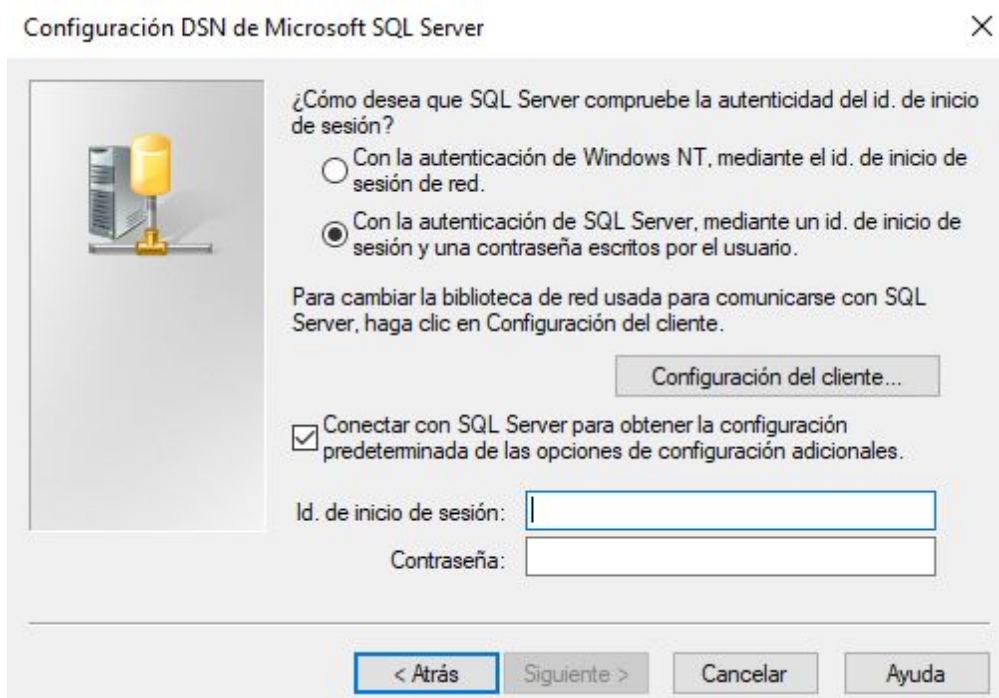 Configuración DSN de Microsoft SQL Server
¿Cómo desea que SQL Server compruebe la autenticidad del id. de inicio
de sesión?
Con la autenticación de Windows NT, mediante el id. de inicio de
sesión de red.
Con la autenticación de SQL Server, mediante un id. de inicio de
sesión y una contraseña escritos por el usuario.
Para cambiar la biblioteca de red usada para comunicarse con SQL
Server, haga clic en Configuración del cliente.
Configuración del cliente...
Conectar con SQL Server para obtener la configuración
predeterminada de las opciones de configuración adicionales.
Id. de inicio de sesión:
Contraseña:
< Atrás Siguiente > Cancelar Ayuda